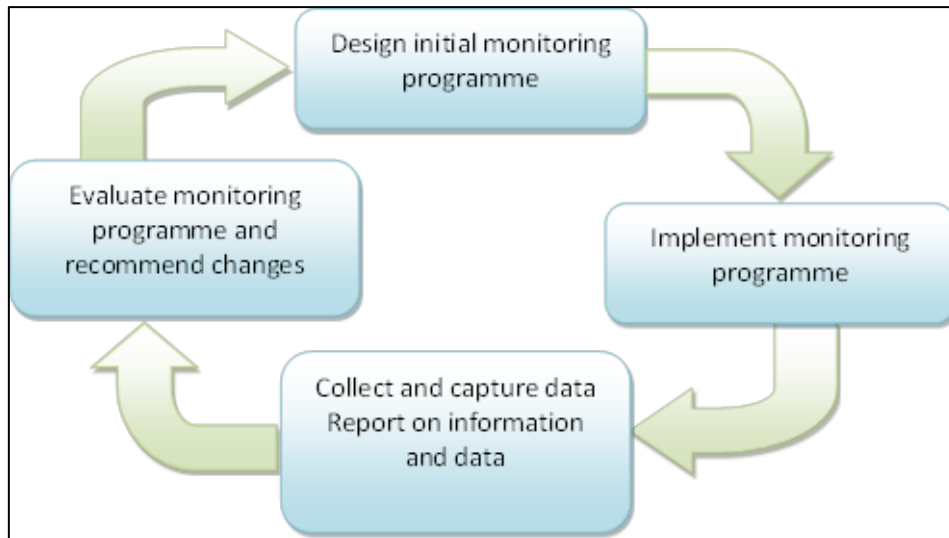 Design initial monitoring
programme
Implement monitoring
programme
Collect and capture data
Report on information
and data
Evaluate monitoring
programme and
recommend changes